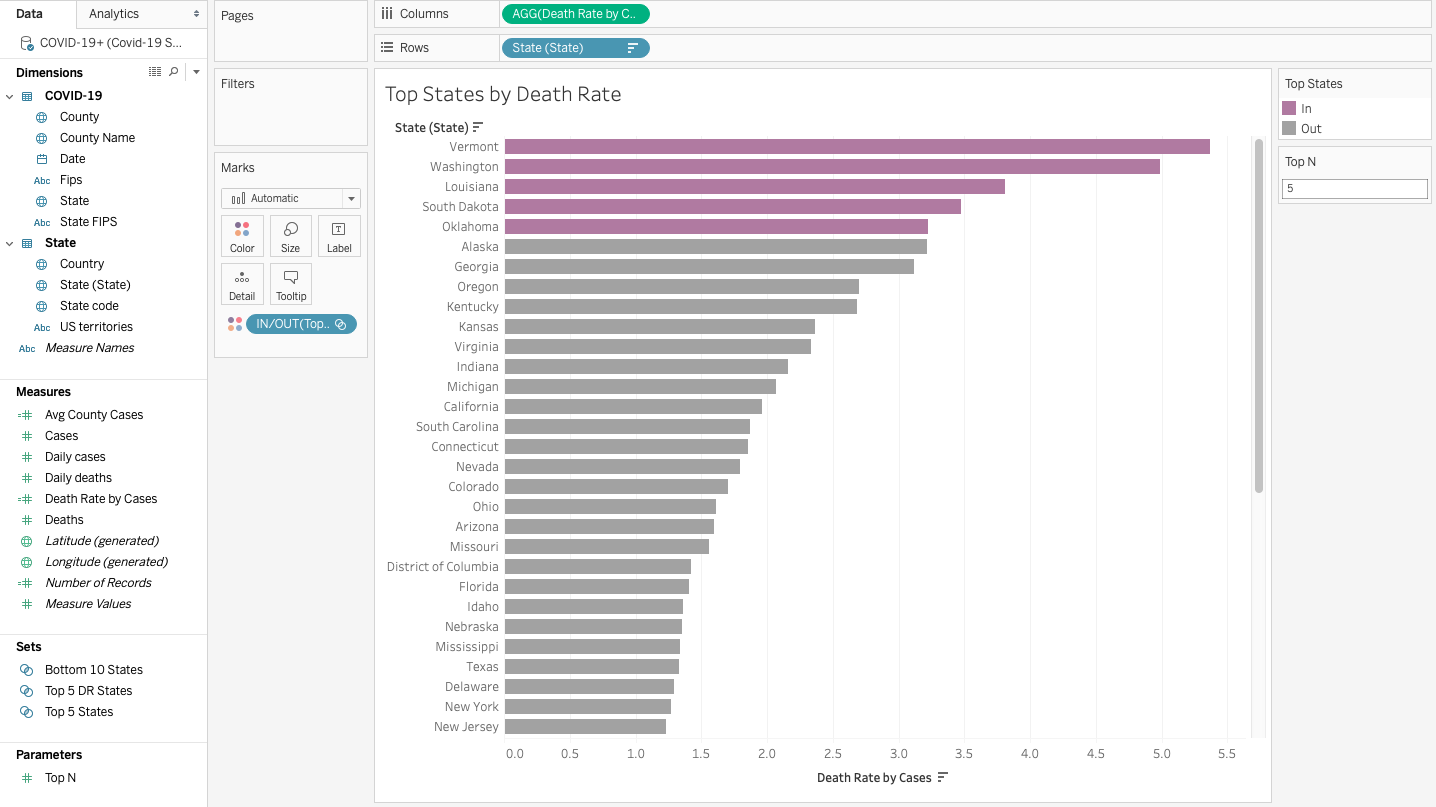 Data
Analytics
COVID-19+ (Covid-19 S...
Dimensions
COVID-19
County
County Name
Date
Abc Fips
State
Abc State FIPS
State
Country
State (State)
State code
Abc US territories
Abc Measure Names
Measures
Avg County Cases
Cases
Daily cases
Daily deaths
Death Rate by Cases
Deaths
Latitude (generated)
Longitude (generated)
Number of Records
Measure Values
Sets
Bottom 10 States
Top 5 DR States
Top 5 States
Parameters
Top N
Pages
Filters
Marks
Automatic
Color
Size
T
Label
Detail
Tooltip
IN/OUT(Top..
Columns
AGG(Death Rate by C..
Rows
State (State)
Top States by Death Rate
State (State)
Vermont
Washington
Louisiana
South Dakota
Oklahoma
Alaska
Georgia
Oregon
Kentucky
Kansas
Virginia
Indiana
Michigan
California
South Carolina
Connecticut
Nevada
Colorado
Ohio
Arizona
Missouri
District of Columbia
Florida
Idaho
Nebraska
Mississippi
Texas
Delaware
New York
New Jersey
0.0 0.5 1.0 1.5 2.0 2.5 3.0 3.5 4.0 4.5 5.0 5.5
Death Rate by Cases
Top States
In
Out
Top N
5